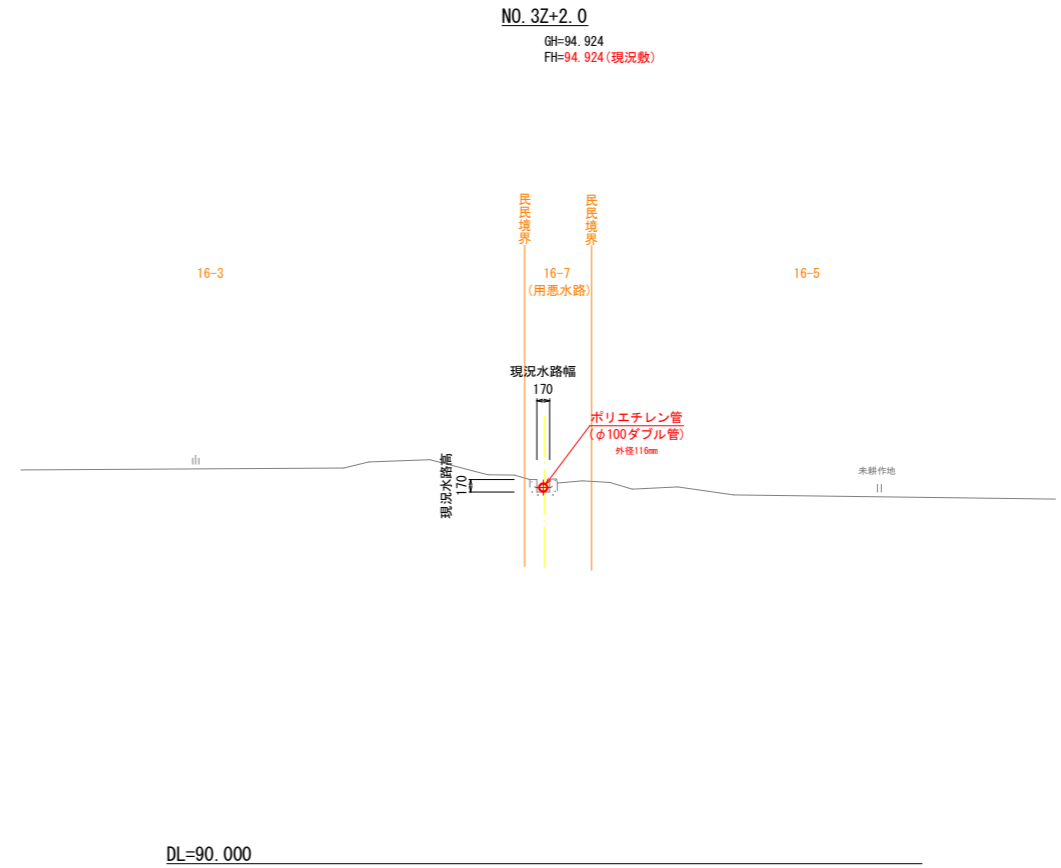 NO. 3Z+2.0
GH=94.924
FH=94.924(現況敷)
民民境界
民民境界
16-3
16-7
(用悪水路)
16-5
現況水路幅
170
ポリエチレン管
(φ100ダブル管)
外径116mm
現況水路高
170
未耕作地
DL=90.000